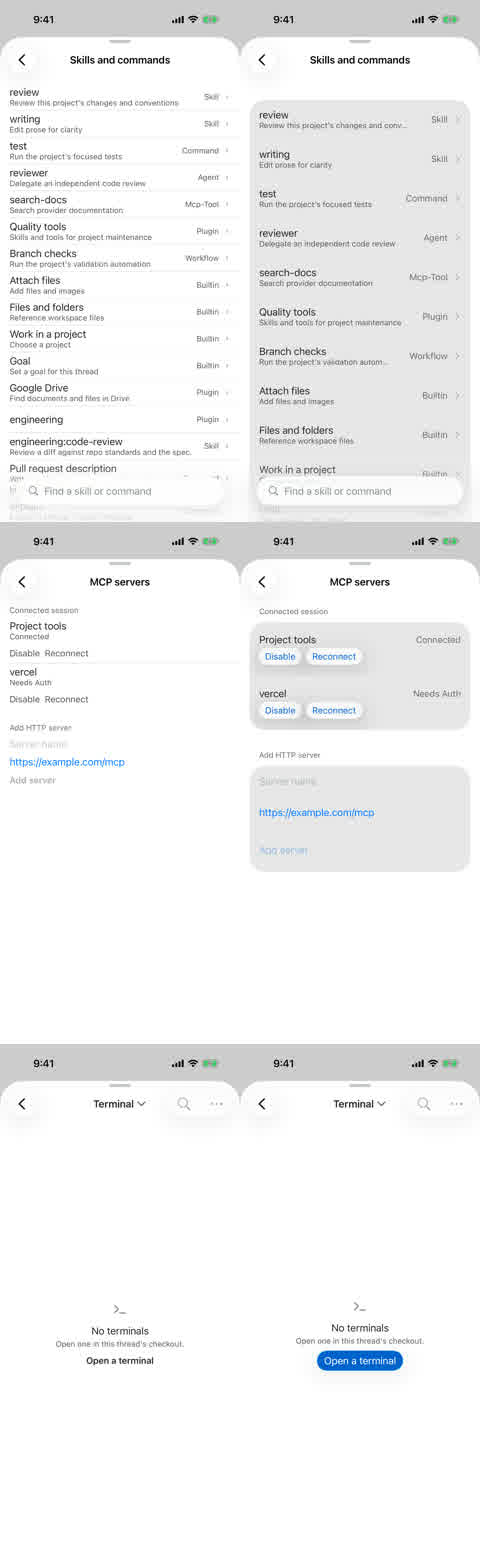 9:41
Skills and commands
review
Review this project's changes and conventions
Skill
writing
Edit prose for clarity
Skill
test
Run the project's focused tests
Command
reviewer
Delegate an independent code review
Agent
search-docs
Search provider documentation
Mcp-Tool
Quality tools
Skills and tools for project maintenance
Plugin
Branch checks
Run the project's validation automation
Workflow
Attach files
Add files and images
Builtin
Files and folders
Reference workspace files
Builtin
Work in a project
Choose a project
Builtin
Goal
Set a goal for this thread
Builtin
Google Drive
Find documents and files in Drive
Plugin
engineering
Plugin
engineering:code-review
Review a diff against repo standards and the spec.
Skill
Pull request description
Find a skill or command
9:41
Skills and commands
review
Review this project's changes and conv...
Skill
writing
Edit prose for clarity
Skill
test
Run the project's focused tests
Command
reviewer
Delegate an independent code review
Agent
search-docs
Search provider documentation
Mcp-Tool
Quality tools
Skills and tools for project maintenance
Plugin
Branch checks
Run the project's validation autom...
Workflow
Attach files
Add files and images
Builtin
Files and folders
Reference workspace files
Builtin
Work in a project
Builtin
Find a skill or command
9:41
MCP servers
Connected session
Project tools
Connected
Disable Reconnect
vercel
Needs Auth
Disable Reconnect
Add HTTP server
Server name
https://example.com/mcp
Add server
9:41
MCP servers
Connected session
Project tools
Connected
Disable Reconnect
vercel
Needs Auth
Disable Reconnect
Add HTTP server
Server name
https://example.com/mcp
Add server
9:41
Terminal
>_
No terminals
Open one in this thread's checkout.
Open a terminal
9:41
Terminal
>_
No terminals
Open one in this thread's checkout.
Open a terminal